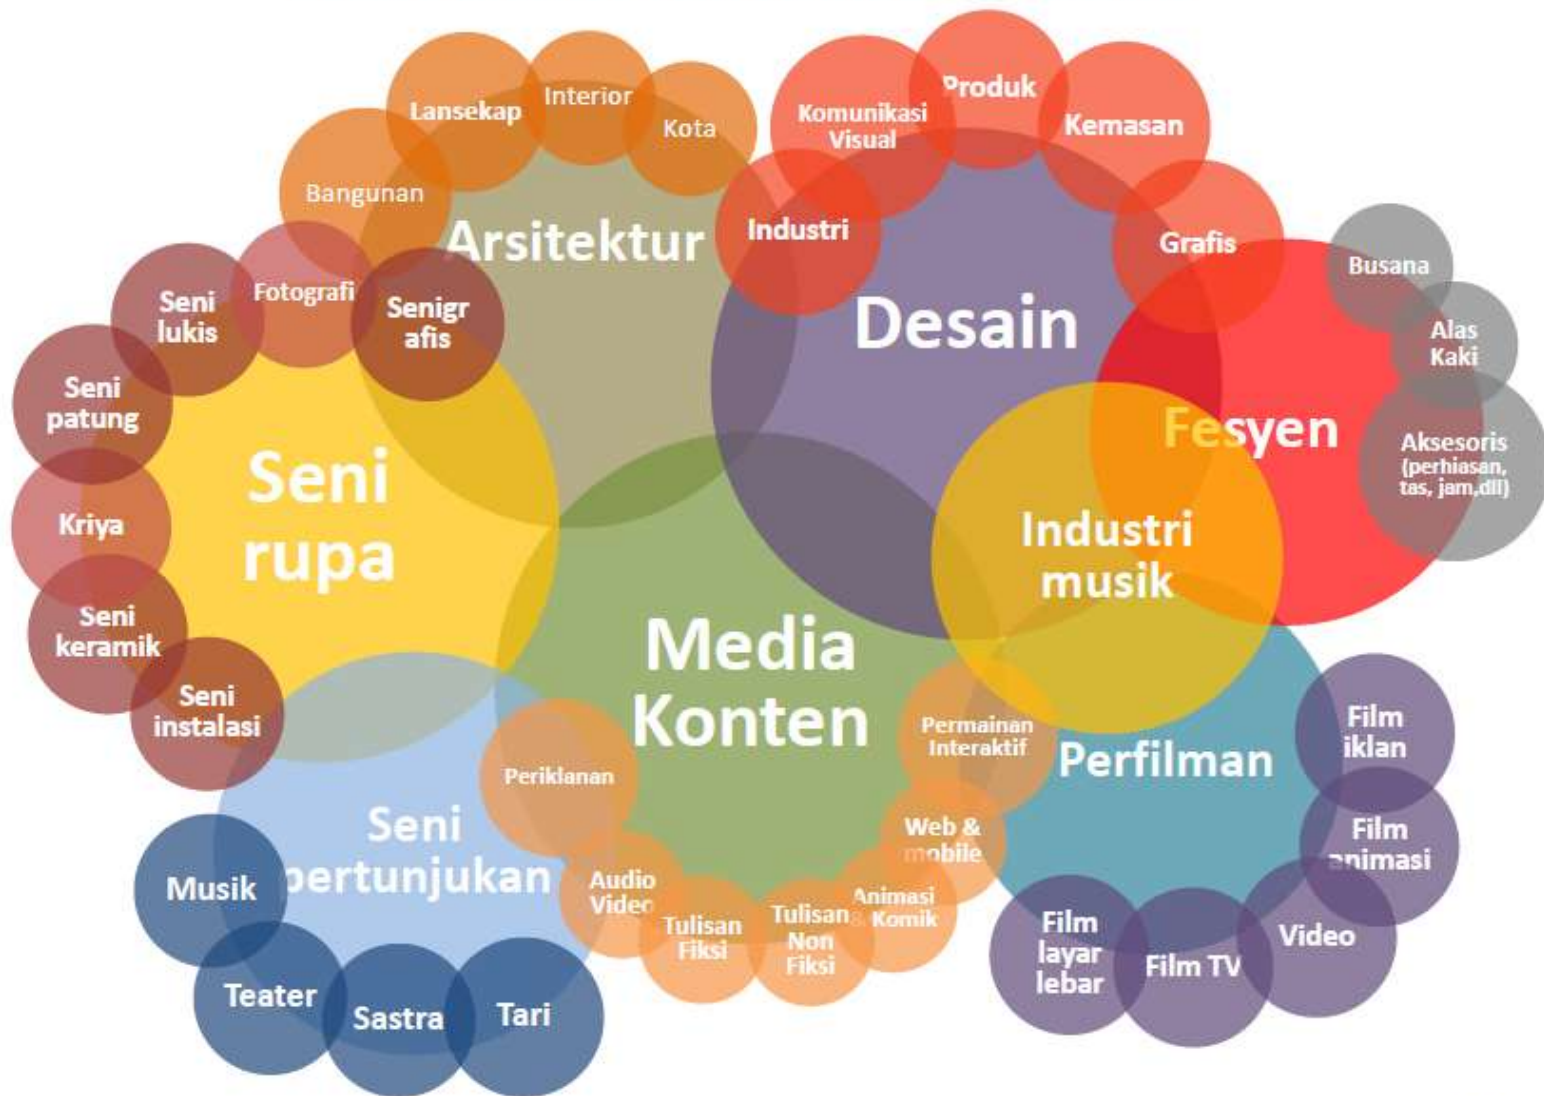 Lansekap
Interior
Kota
Bangunan
Arsitektur
Komunikasi
Visual
Produk
Kemasan
Industri
Grafis
Desain
Busana
Alas
Kaki
Aksesoris
(perhiasan,
tas, jam,dll)
Fesyen
Seni
lukis
Fotografi
Senigr
afis
Seni
patung
Kriya
Seni
keramik
Seni
instalasi
Seni
rupa
Industri
musik
Media
Konten
Periklanan
Audio
Video
Tulisan
Fiksi
Tulisan
Non
Fiksi
Animasi
& Komik
Web &
mobile
Permainan
Interaktif
Perfilman
Film
iklan
Film
animasi
Video
Film TV
Film
layar
lebar
Seni
pertunjukan
Musik
Teater
Sastra
Tari